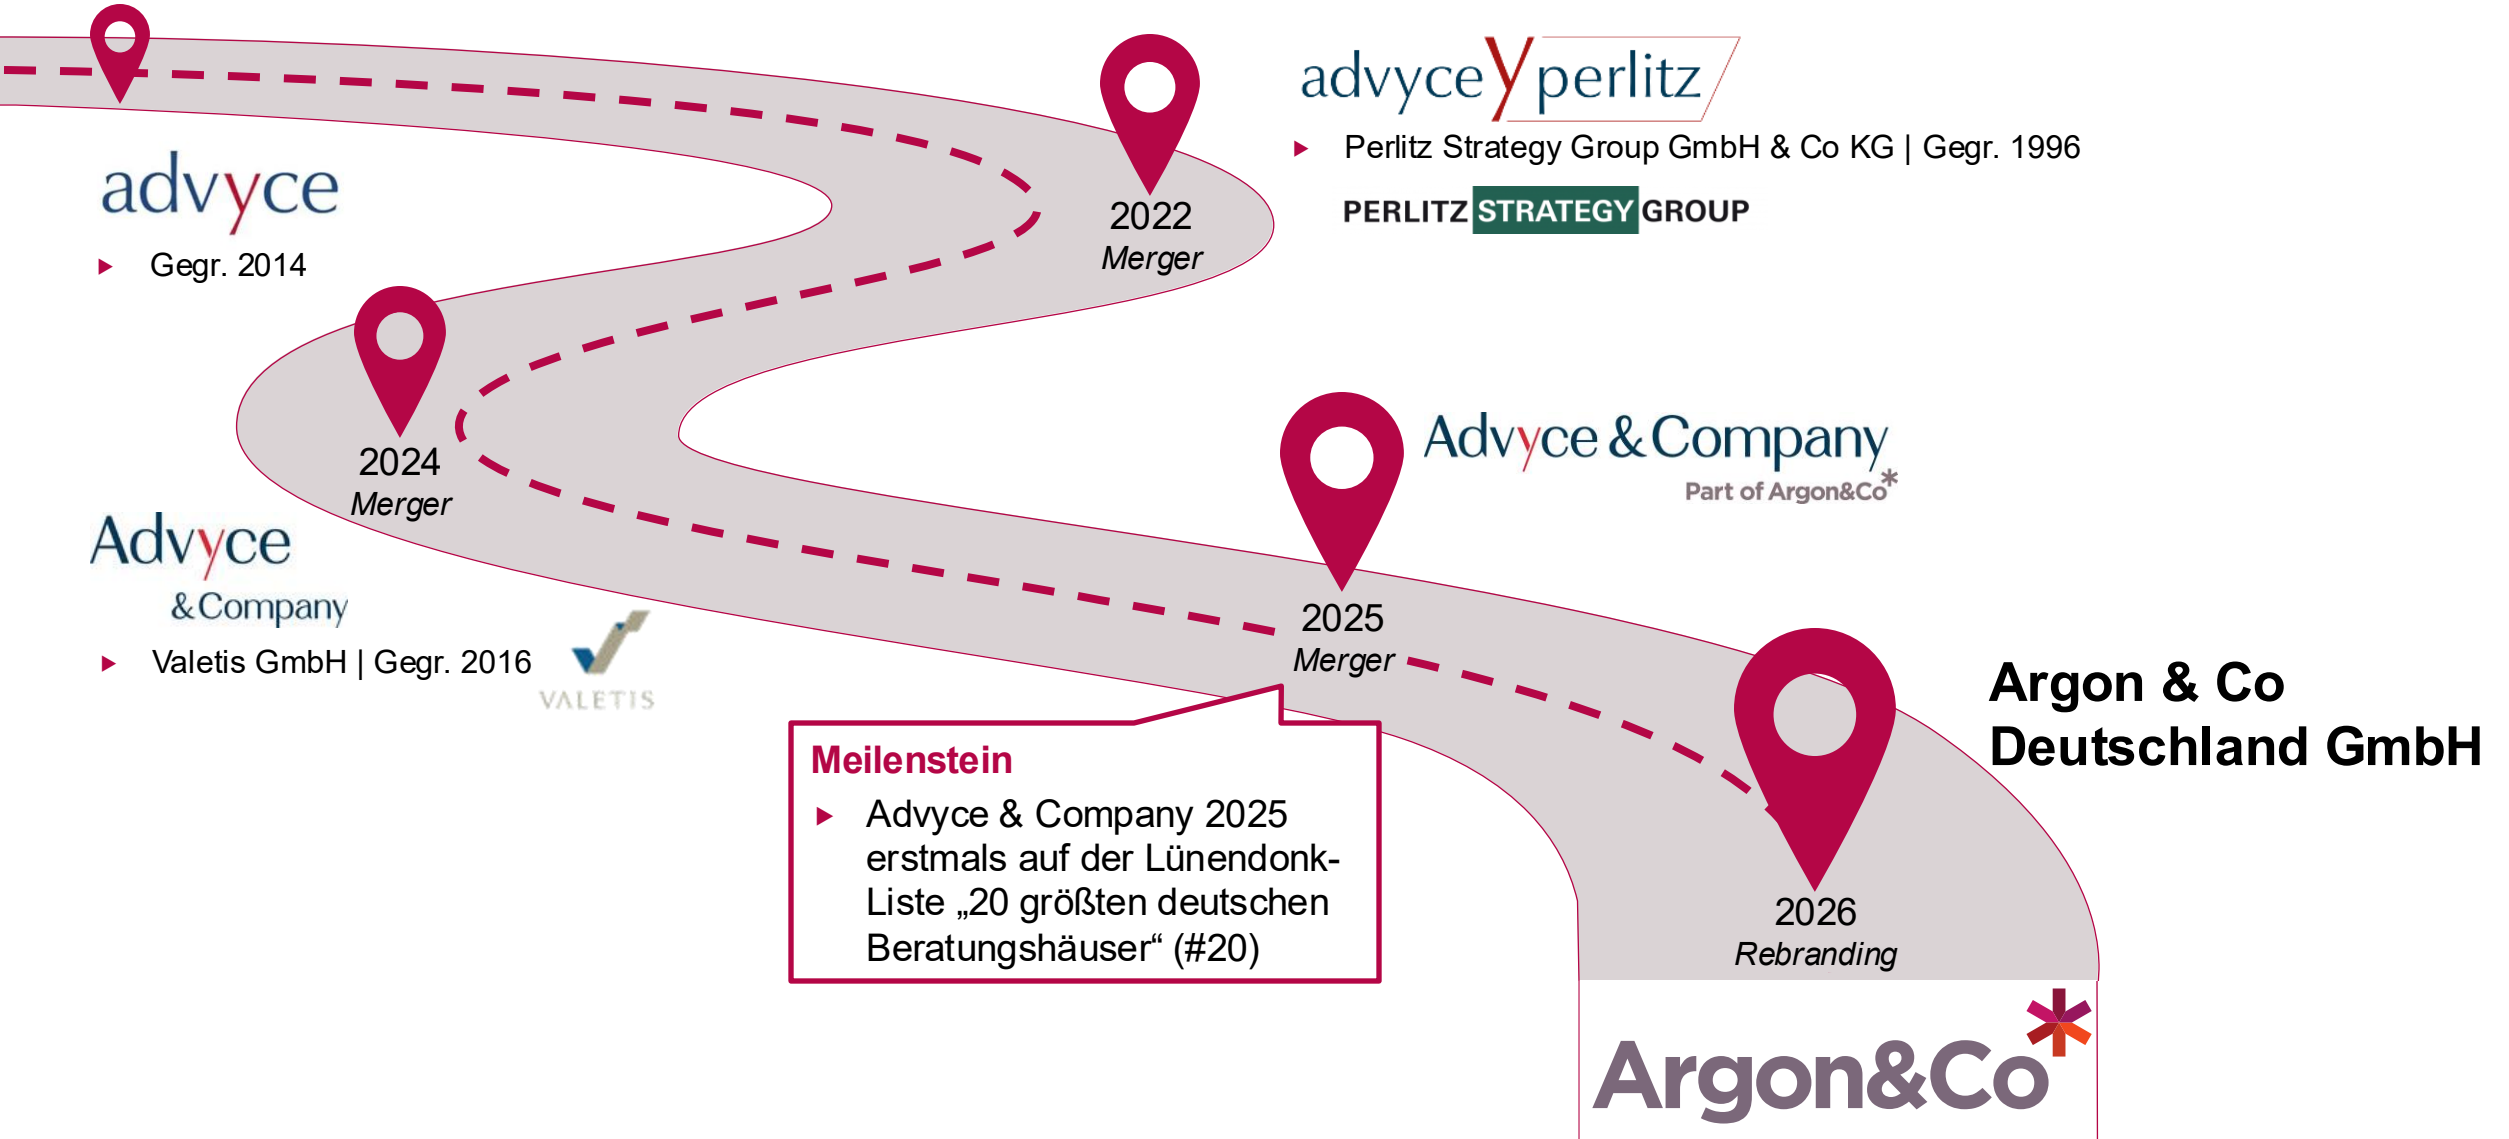 advyce
Gegr. 2014
2022
Merger
advyce y perlitz
Perlitz Strategy Group GmbH & Co KG | Gegr. 1996
PERLITZ STRATEGY GROUP
2024
Merger
Advyce
& Company
Valetis GmbH | Gegr. 2016
VALETIS
2025
Merger
Advyce & Company
Part of Argon&Co*
Meilenstein
Advyce & Company 2025
erstmals auf der Lünendonk-
Liste „20 größten deutschen
Beratungshäuser“ (#20)
2026
Rebranding
Argon & Co
Deutschland GmbH
Argon&Co*